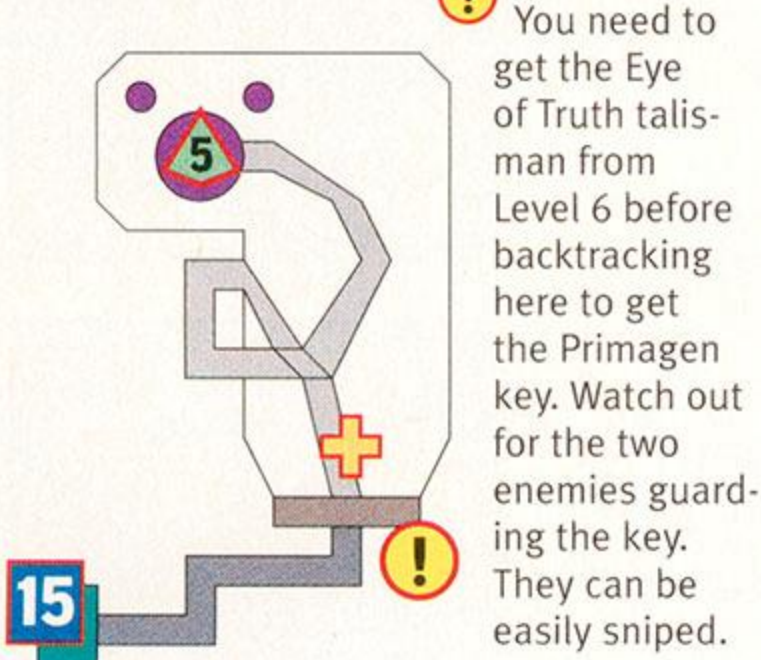 !
You need to
get the Eye
of Truth talis-
man from
Level 6 before
backtracking
here to get
the Primagen
key. Watch out
for the two
enemies guard-
ing the key.
They can be
easily sniped.
5
!
15